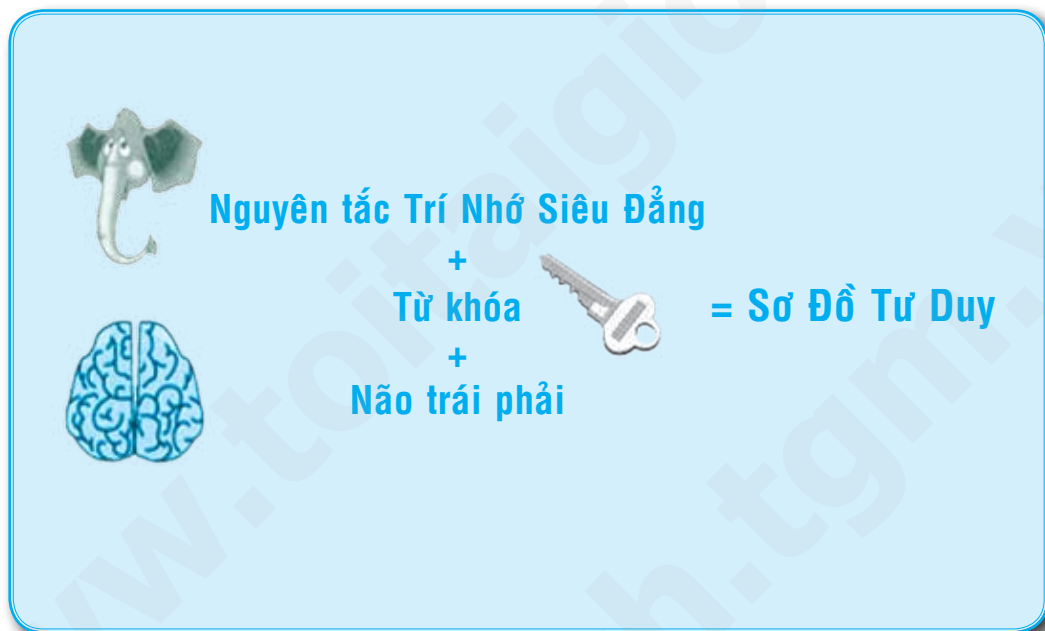 Nguyên tắc Trí Nhớ Siêu Đẳng
+
Từ khóa
= Sơ Đồ Tư Duy
+
Não trái phải